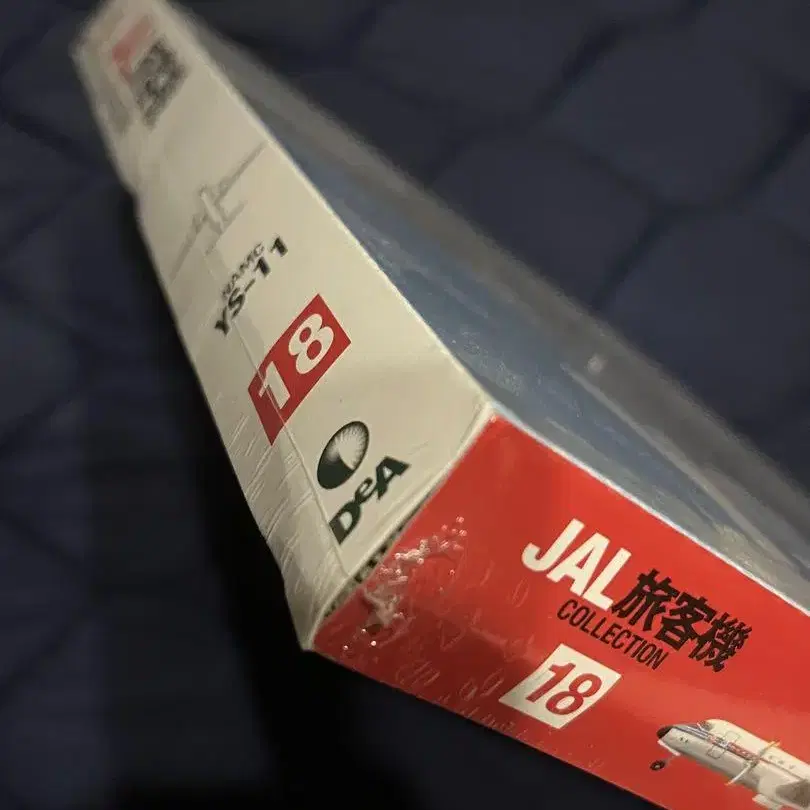 NAMC
YS-11
18
DeA
JAL旅客機
COLLECTION
18